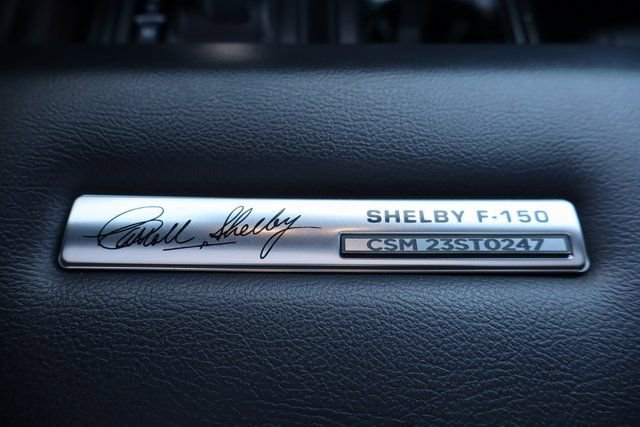 Carroll Shelby
SHELBY F-150
CSM 23ST0247